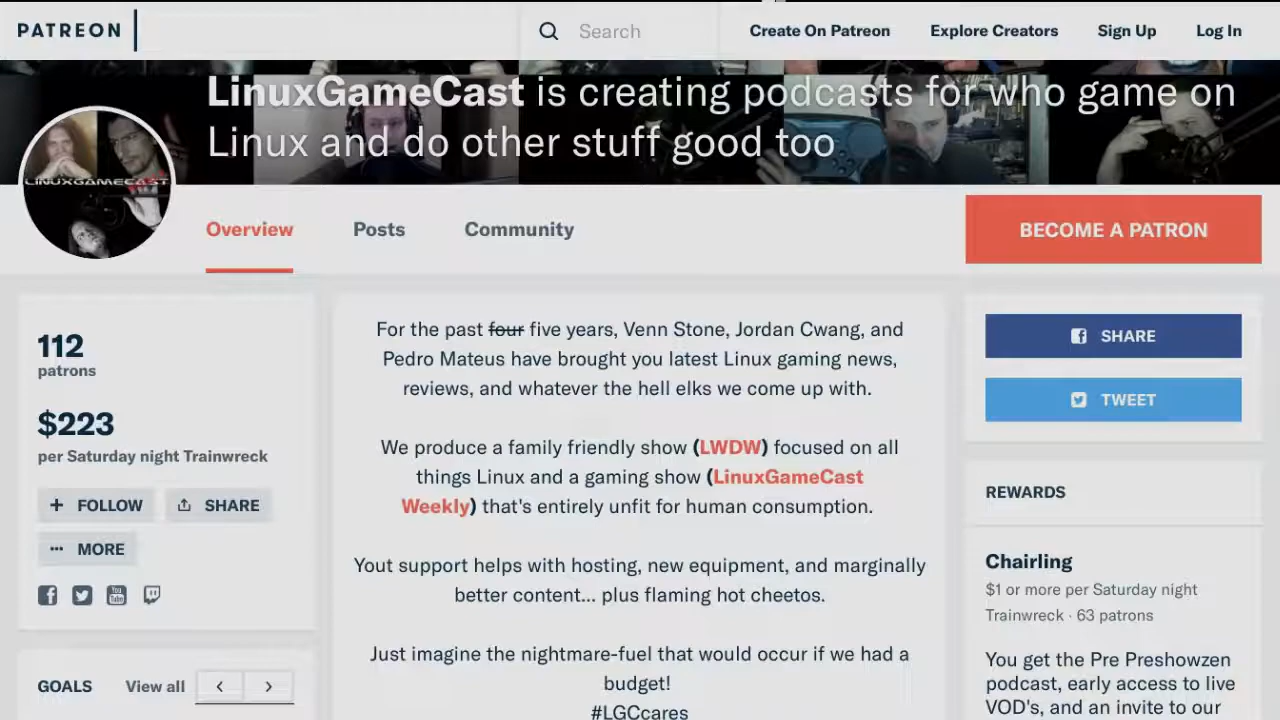 PATREON
Search
Create On Patreon
Explore Creators
Sign Up
Log In
LinuxGameCast is creating podcasts for who game on
Linux and do other stuff good too
LINUXGAMECAST
Overview
Posts
Community
BECOME A PATRON
112
patrons
$223
per Saturday night Trainwreck
FOLLOW
SHARE
MORE
GOALS
View all
For the past four five years, Venn Stone, Jordan Cwang, and
Pedro Mateus have brought you latest Linux gaming news,
reviews, and whatever the hell elks we come up with.
We produce a family friendly show (LWDW) focused on all
things Linux and a gaming show (LinuxGameCast
Weekly) that's entirely unfit for human consumption.
Yout support helps with hosting, new equipment, and marginally
better content... plus flaming hot cheetos.
Just imagine the nightmare-fuel that would occur if we had a
budget!
#LGCcares
SHARE
TWEET
REWARDS
Chairling
$1 or more per Saturday night
Trainwreck · 63 patrons
You get the Pre Preshowzen
podcast, early access to live
VOD's, and an invite to our